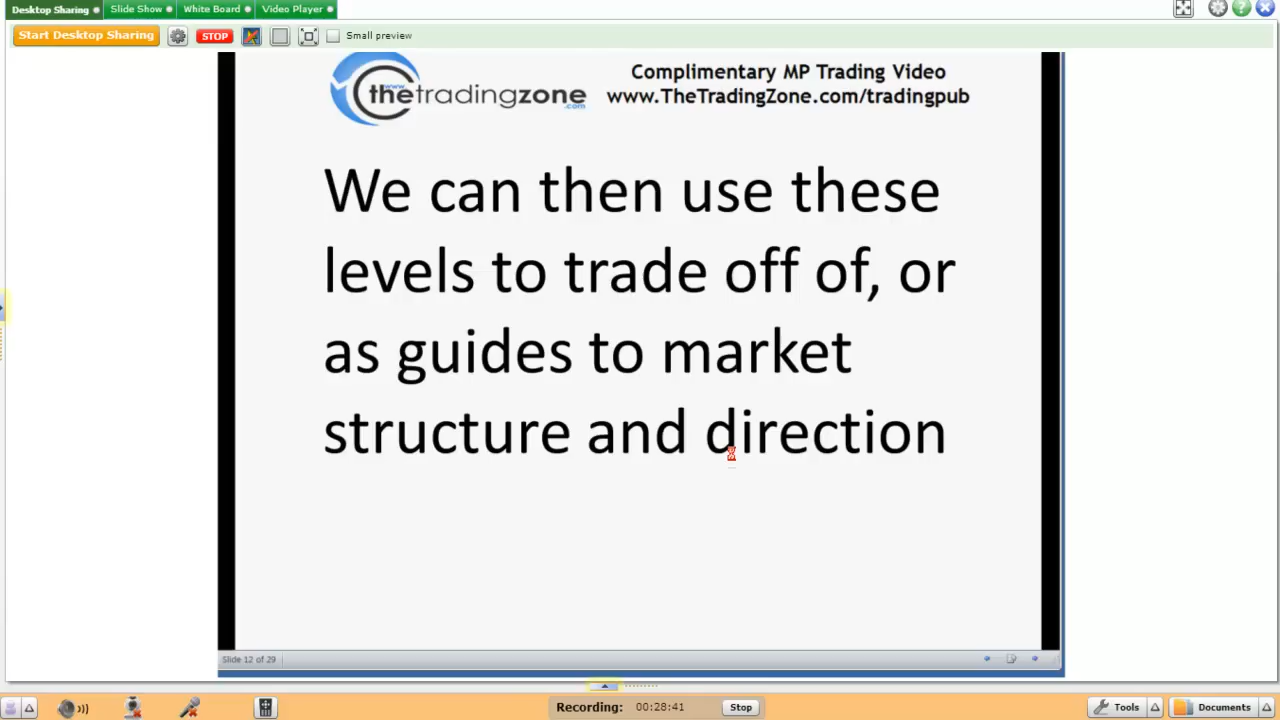 Desktop Sharing
Slide Show
White Board
Video Player
Start Desktop Sharing
STOP
Small preview
www.
thetradingzone
.com
Complimentary MP Trading Video
www.TheTradingZone.com/tradingpub
We can then use these
levels to trade off of, or
as guides to market
structure and direction
Slide 12 of 29
Recording: 00:28:41
Stop
Tools
Documents